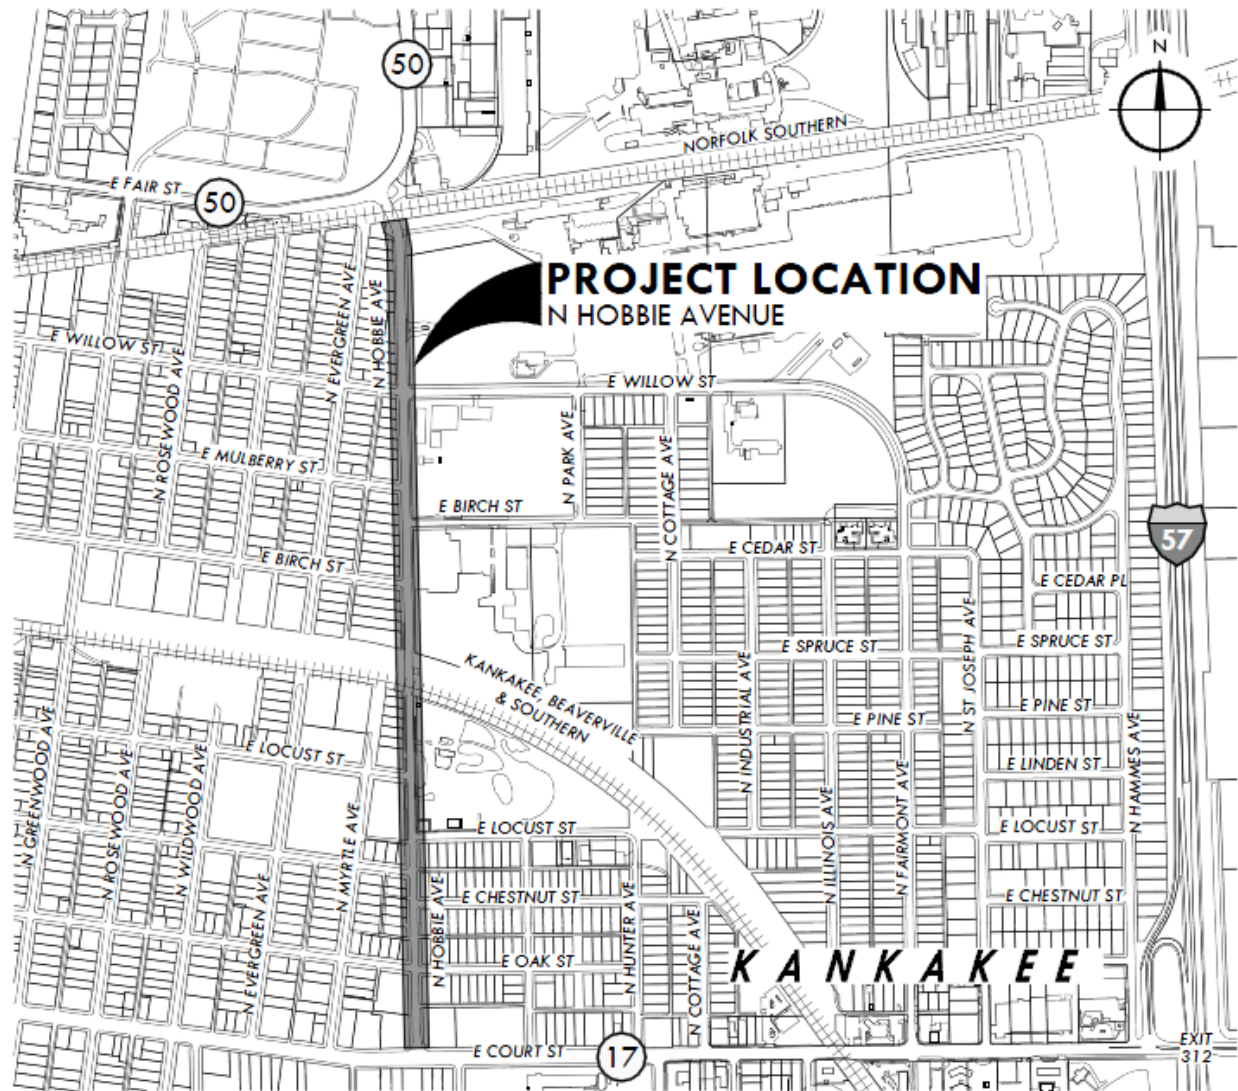 50
N
NORFOLK SOUTHERN
E FAIR ST
50
PROJECT LOCATION
N HOBBIE AVENUE
N EVERGREEN AVE
N HOBBIE AVE
E WILLOW ST
N ROSEWOOD AVE
E WILLOW ST
E MULBERRY ST
N PARK AVE
N COTTAGE AVE
E BIRCH ST
57
E CEDAR ST
E BIRCH ST
E CEDAR PL
N ST JOSEPH AVE
E SPRUCE ST
E SPRUCE ST
KANKAKEE, BEAVERVILLE
& SOUTHERN
N INDUSTRIAL AVE
E PINE ST
E PINE ST
N GREENWOOD AVE
N ROSEWOOD AVE
N WILDWOOD AVE
E LOCUST ST
E LINDEN ST
N HAMMES AVE
N MYRTLE AVE
N ILLINOIS AVE
N FAIRMONT AVE
E LOCUST ST
E LOCUST ST
N EVERGREEN AVE
N HOBBIE AVE
E CHESTNUT ST
N HUNTER AVE
N COTTAGE AVE
E CHESTNUT ST
E OAK ST
KANKAKEE
E COURT ST
17
EXIT
312